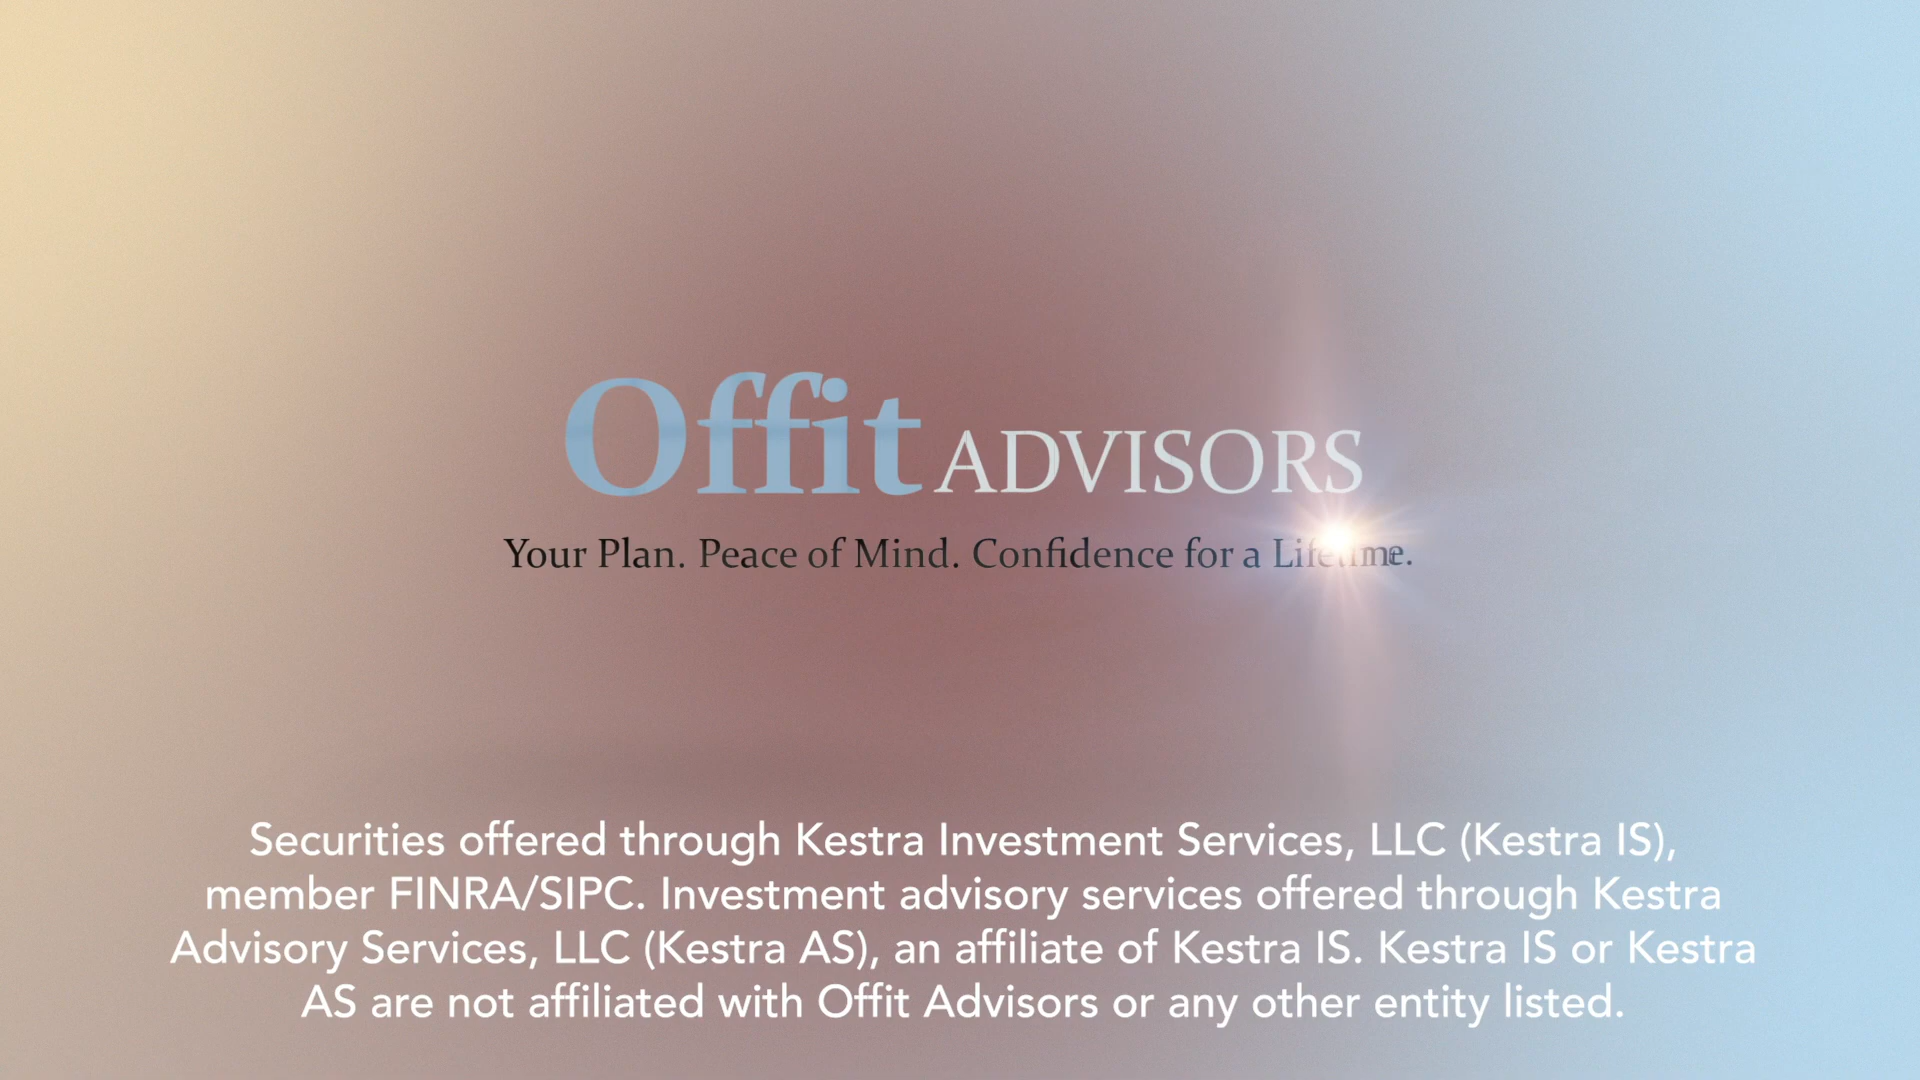 Offit ADVISORS
Your Plan. Peace of Mind. Confidence for a Lifetime.
Securities offered through Kestra Investment Services, LLC (Kestra IS),
member FINRA/SIPC. Investment advisory services offered through Kestra
Advisory Services, LLC (Kestra AS), an affiliate of Kestra IS. Kestra IS or Kestra
AS are not affiliated with Offit Advisors or any other entity listed.